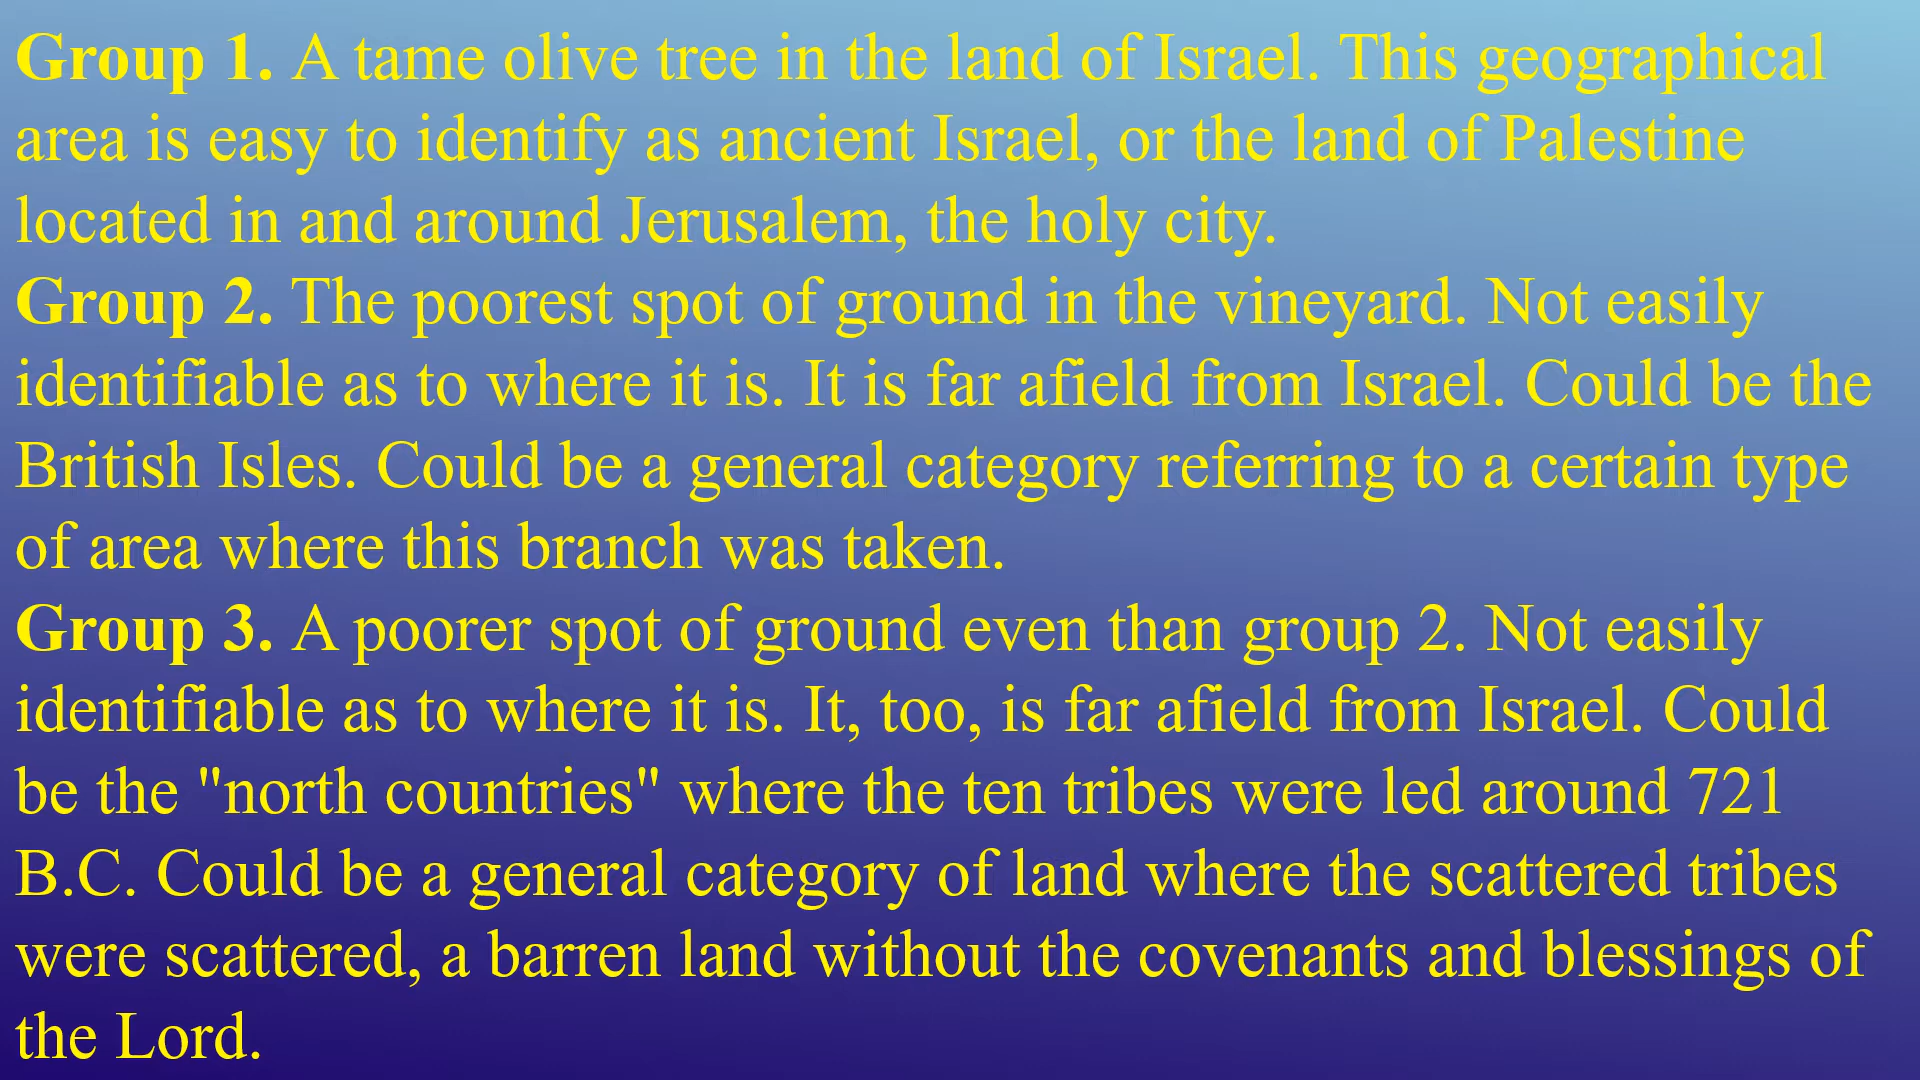 Group 1. A tame olive tree in the land of Israel. This geographical
area is easy to identify as ancient Israel, or the land of Palestine
located in and around Jerusalem, the holy city.
Group 2. The poorest spot of ground in the vineyard. Not easily
identifiable as to where it is. It is far afield from Israel. Could be the
British Isles. Could be a general category referring to a certain type
of area where this branch was taken.
Group 3. A poorer spot of ground even than group 2. Not easily
identifiable as to where it is. It, too, is far afield from Israel. Could
be the "north countries" where the ten tribes were led around 721
B.C. Could be a general category of land where the scattered tribes
were scattered, a barren land without the covenants and blessings of
the Lord.